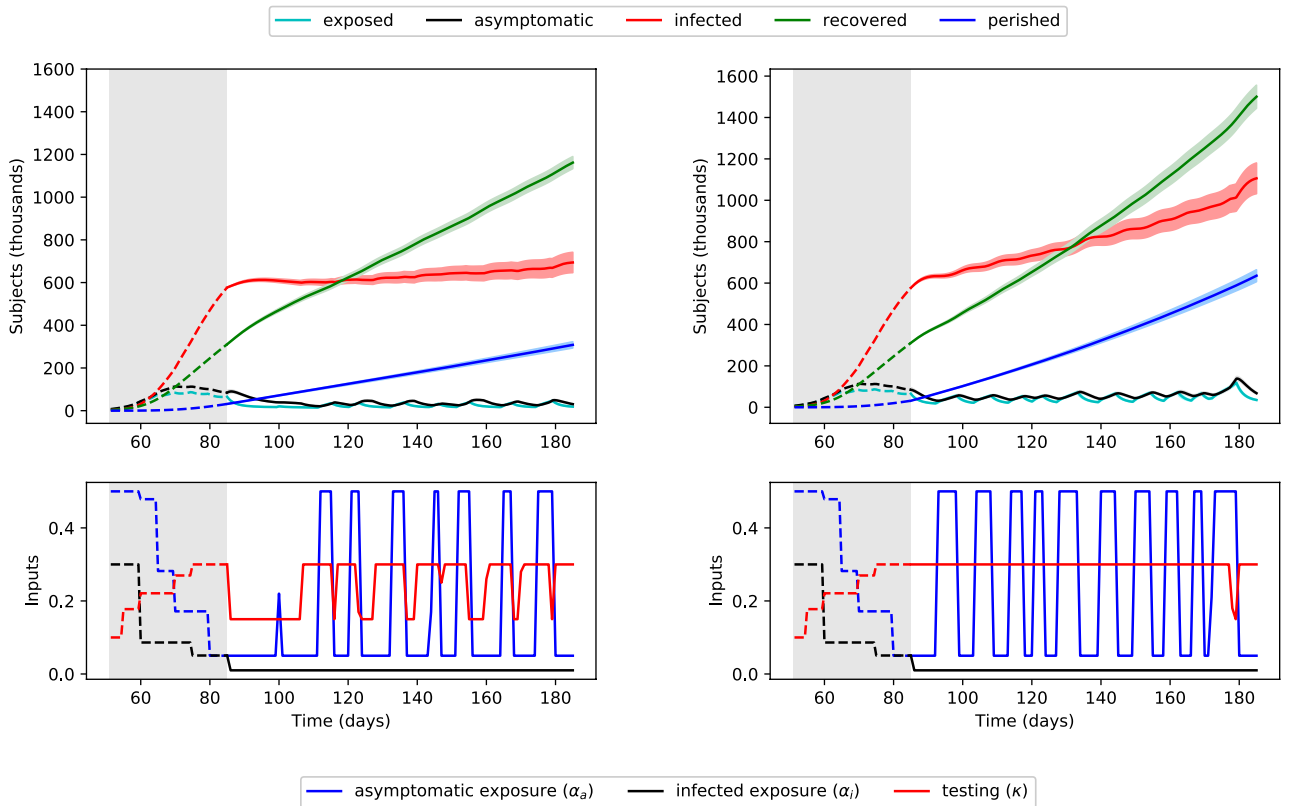 exposed asymptomatic infected recovered perished
1600
1400
1200
1000
800
600
400
200
0
Subjects (thousands)
60 80 100 120 140 160 180
1600
1400
1200
1000
800
600
400
200
0
Subjects (thousands)
60 80 100 120 140 160 180
0.4
0.2
0.0
Inputs
60 80 100 120 140 160 180
Time (days)
0.4
0.2
0.0
Inputs
60 80 100 120 140 160 180
Time (days)
asymptomatic exposure (αa) infected exposure (αi) testing (κ)